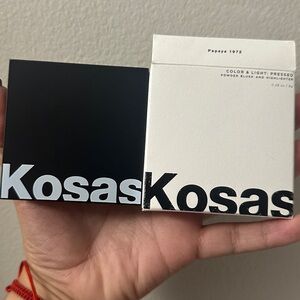 Papaya 1972
COLOR & LIGHT: PRESSED
POWDER BLUSH AND HIGHLIGHTER
Kosas
Kosas